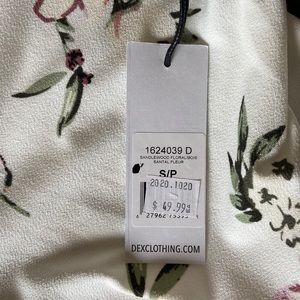 1624039 D
SANDLEWOOD FLORAL/BOIS
SANTAL FLEUR
S/P
2020.1020
$ 49.99
DEXCLOTHING.COM